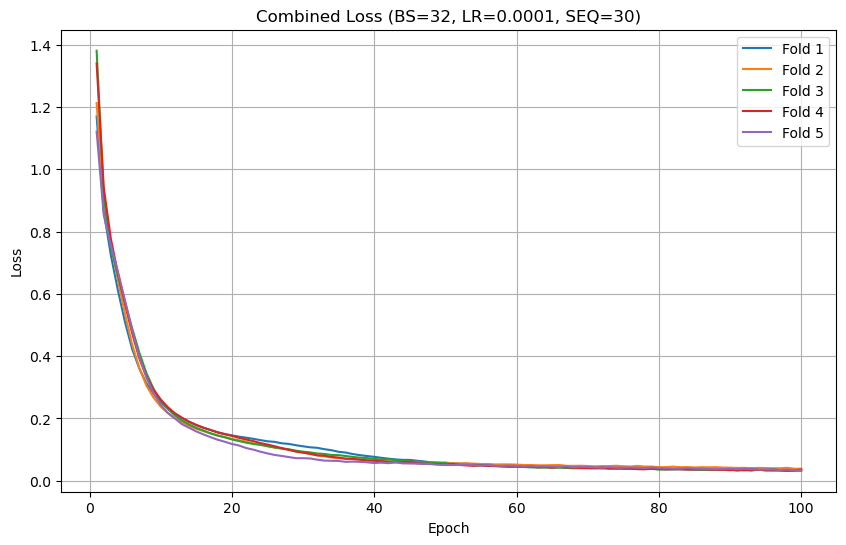 Combined Loss (BS=32, LR=0.0001, SEQ=30)
Fold 1
Fold 2
Fold 3
Fold 4
Fold 5
Loss
1.4
1.2
1.0
0.8
0.6
0.4
0.2
0.0
0 20 40 60 80 100
Epoch